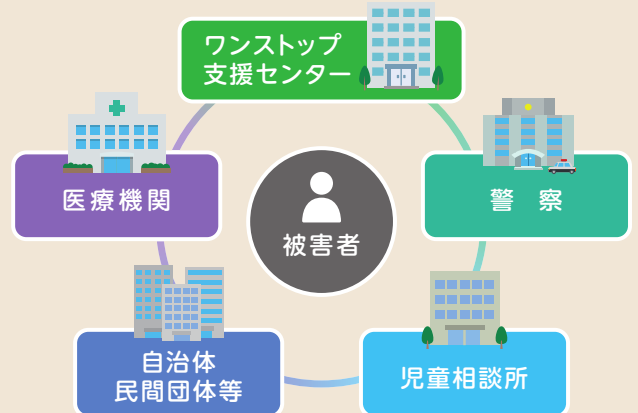 ワンストップ
支援センター
医療機関
警 察
被害者
自治体
民間団体等
児童相談所